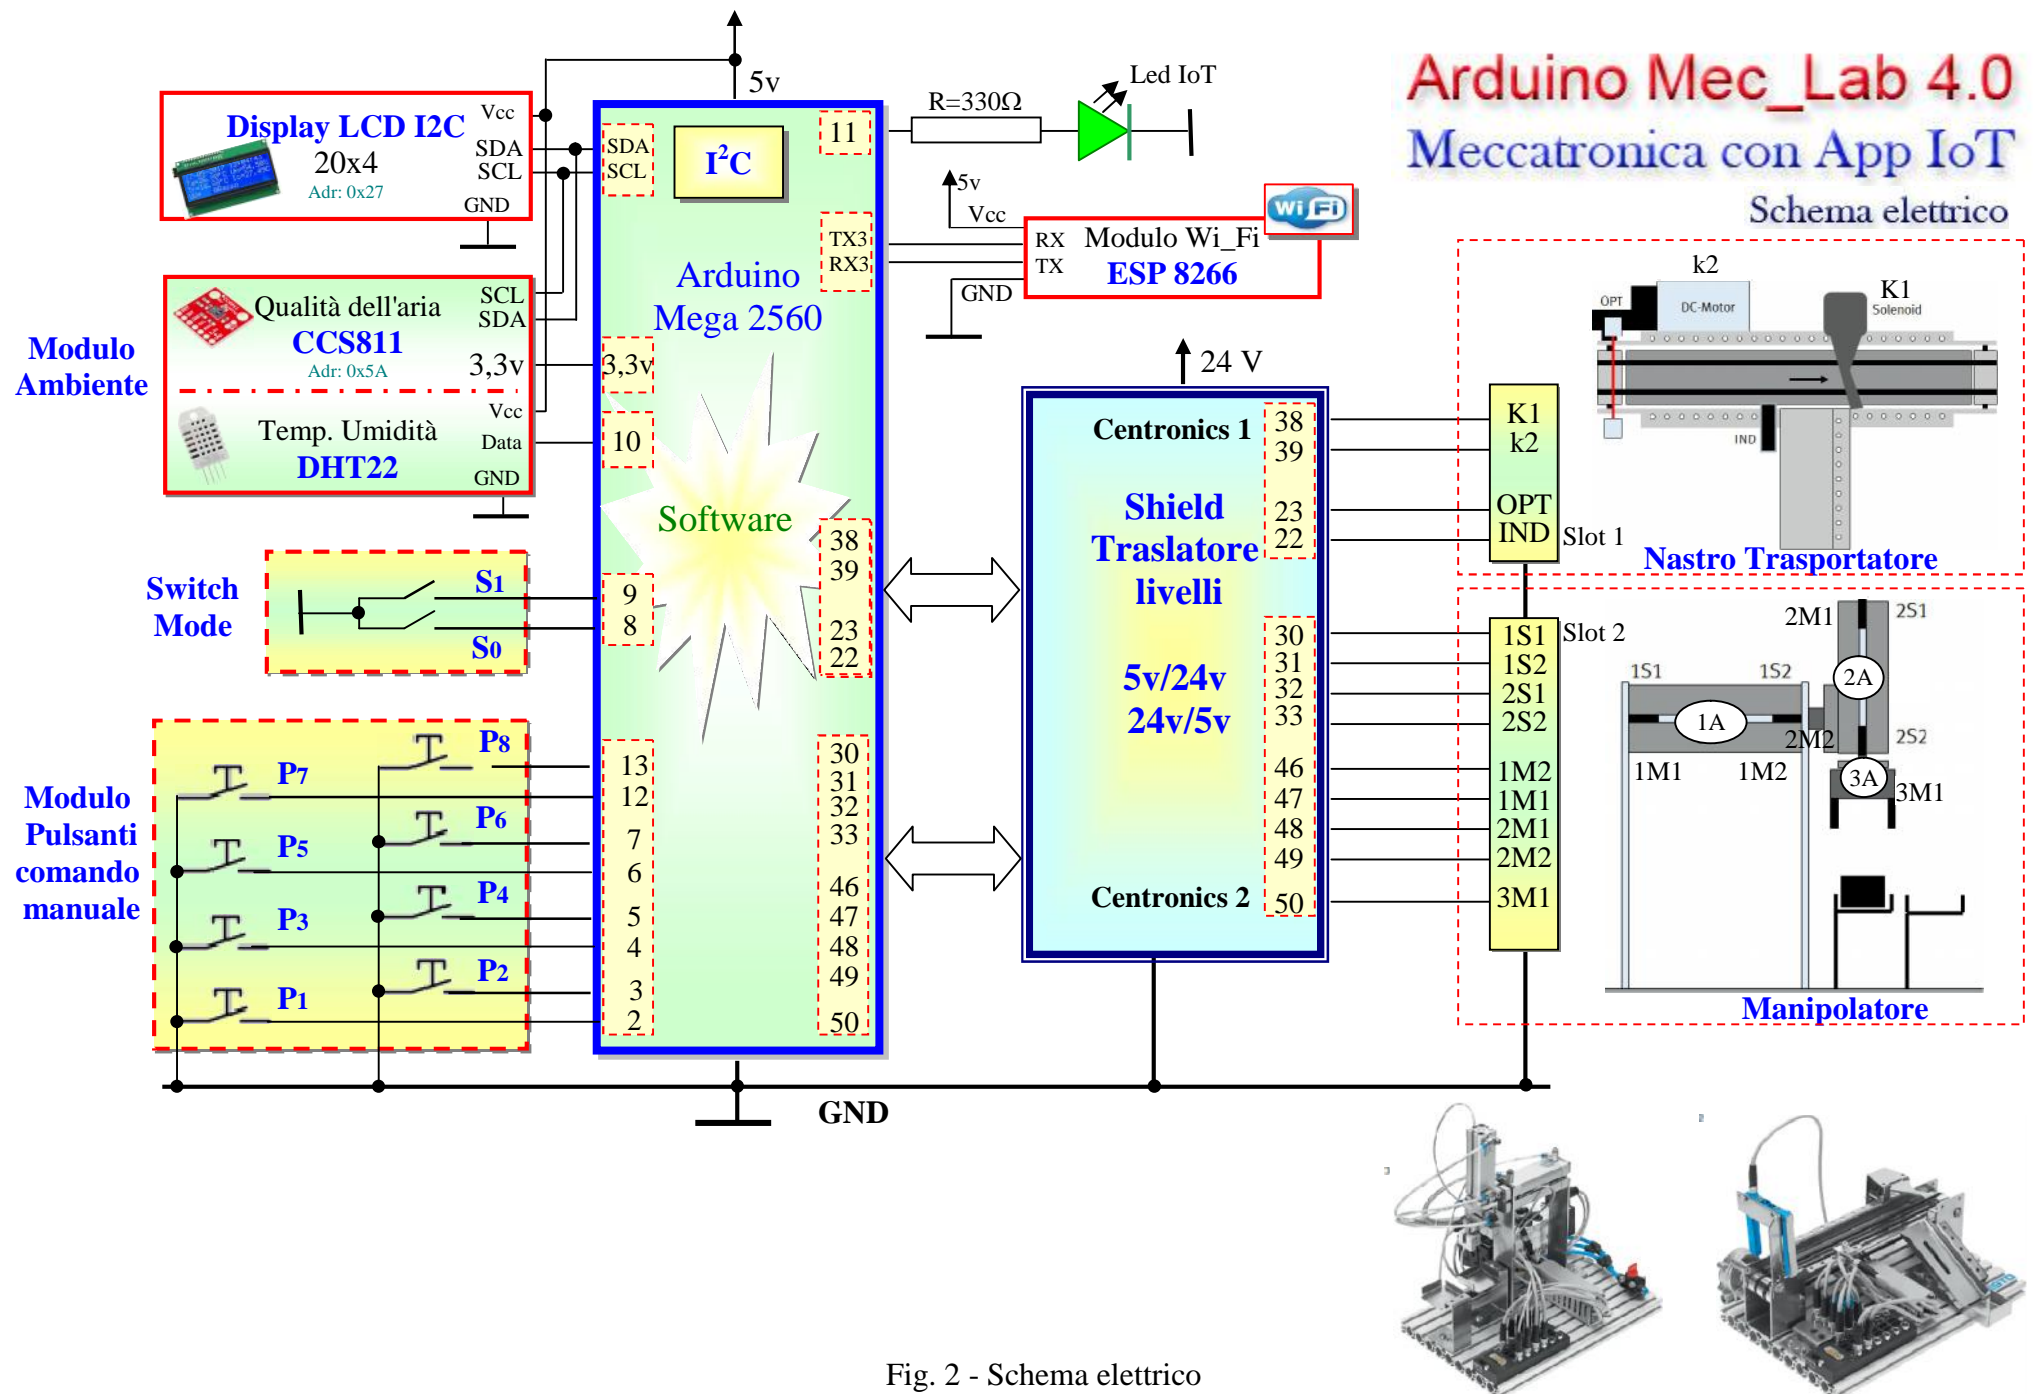 Arduino Mec_Lab 4.0
Meccatronica con App IoT
Schema elettrico
5v
Display LCD I2C
20x4
Adr: 0x27
Vcc
SDA
SCL
GND
Modulo
Ambiente
Qualità dell'aria
CCS811
Adr: 0x5A
SCL
SDA
3,3v
Temp. Umidità
DHT22
Vcc
Data
GND
Switch
Mode
S1
S0
Modulo
Pulsanti
comando
manuale
P8
P7
P6
P5
P4
P3
P2
P1
SDA
SCL
I²C
11
TX3
RX3
Arduino
Mega 2560
3,3v
10
Software
9
8
38
39
23
22
13
12
7
6
5
4
3
2
30
31
32
33
46
47
48
49
50
GND
R=330Ω
Led IoT
5v
Vcc
GND
RX
TX
Modulo Wi_Fi
ESP 8266
WiFi
24 V
Centronics 1
Shield
Traslatore
livelli
5v/24v
24v/5v
Centronics 2
38
39
23
22
30
31
32
33
46
47
48
49
50
K1
k2
OPT
IND
Slot 1
1S1
1S2
2S1
2S2
1M2
1M1
2M1
2M2
3M1
Slot 2
k2
OPT
DC-Motor
K1
Solenoid
IND
Nastro Trasportatore
2M1
2S1
1S1
1S2
2A
1A
2M2
2S2
1M1
1M2
3A
3M1
Manipolatore
Fig. 2 - Schema elettrico